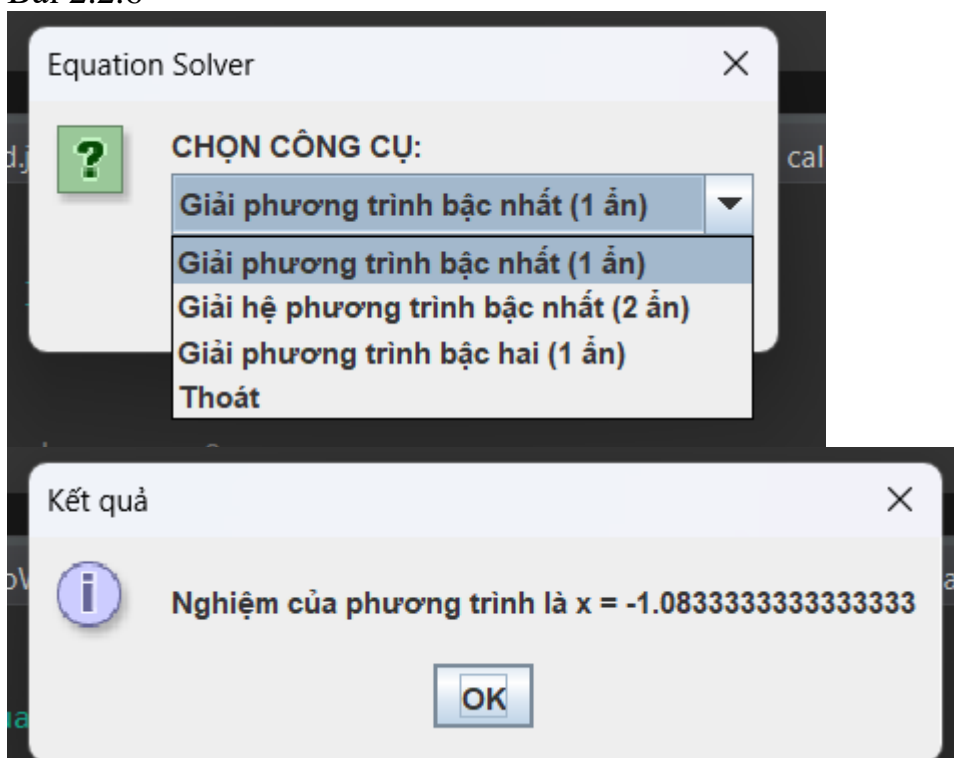 Equation Solver
CHỌN CÔNG CỤ:
Giải phương trình bậc nhất (1 ẩn)
Giải phương trình bậc nhất (1 ẩn)
Giải hệ phương trình bậc nhất (2 ẩn)
Giải phương trình bậc hai (1 ẩn)
Thoát
cal
Kết quả
Nghiệm của phương trình là x = -1.0833333333333333
OK